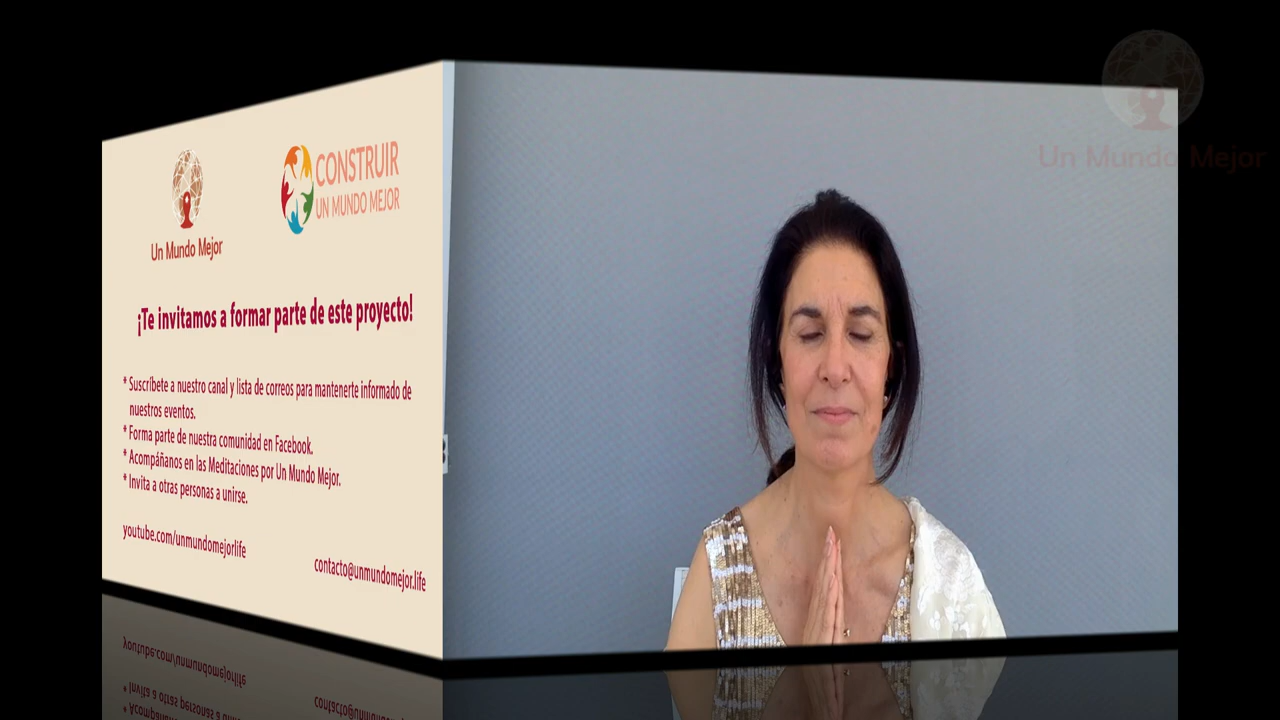 Un Mundo Mejor
CONSTRUIR
UN MUNDO MEJOR
Un Mundo Mejor
¡Te invitamos a formar parte de este proyecto!
* Suscríbete a nuestro canal y lista de correos para mantenerte informado de
nuestros eventos.
* Forma parte de nuestra comunidad en Facebook.
* Acompáñanos en las Meditaciones por Un Mundo Mejor.
* Invita a otras personas a unirse.
youtube.com/unmundomejorlife
contacto@unmundomejor.life